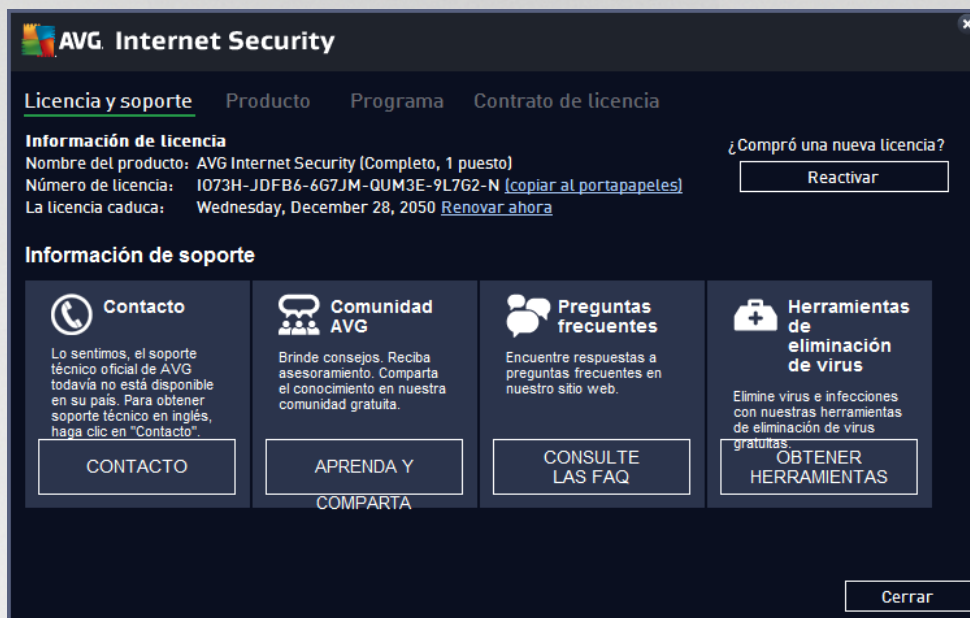 AVG Internet Security
Licencia y soporte Producto Programa Contrato de licencia
Información de licencia
Nombre del producto: AVG Internet Security (Completo, 1 puesto)
Número de licencia: IO73H-JDFB6-6G7JM-QUM3E-9L7G2-N (copiar al portapapeles)
La licencia caduca: Wednesday, December 28, 2050 Renovar ahora
¿Compró una nueva licencia?
Reactivar
Información de soporte
Contacto
Lo sentimos, el soporte
técnico oficial de AVG
todavía no está disponible
en su país. Para obtener
soporte técnico en inglés,
haga clic en "Contacto".
CONTACTO
Comunidad
AVG
Brinde consejos. Reciba
asesoramiento. Comparta
el conocimiento en nuestra
comunidad gratuita.
APRENDA Y
COMPARTA
Preguntas
frecuentes
Encuentre respuestas a
preguntas frecuentes en
nuestro sitio web.
CONSULTE
LAS FAQ
Herramientas
de
eliminación
de virus
Elimine virus e infecciones
con nuestras herramientas
de eliminación de virus
gratuitas.
OBTENER
HERRAMIENTAS
Cerrar